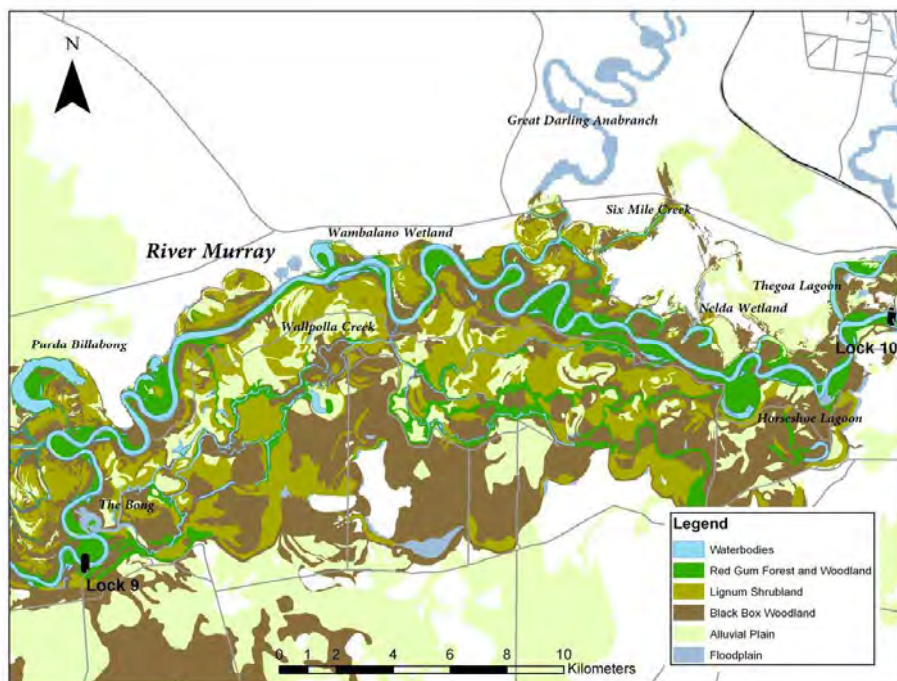 N
Great Darling Anabranch
Six Mile Creek
Wambalano Wetland
River Murray
Thegoa Lagoon
Nelda Wetland
Wallpolla Creek
Purda Billabong
Lock 10
Horseshoe Lagoon
The Bong
Lock 9
Legend
Waterbodies
Red Gum Forest and Woodland
Lignum Shrubland
Black Box Woodland
Alluvial Plain
Floodplain
0 2 4 6 8 10
Kilometers